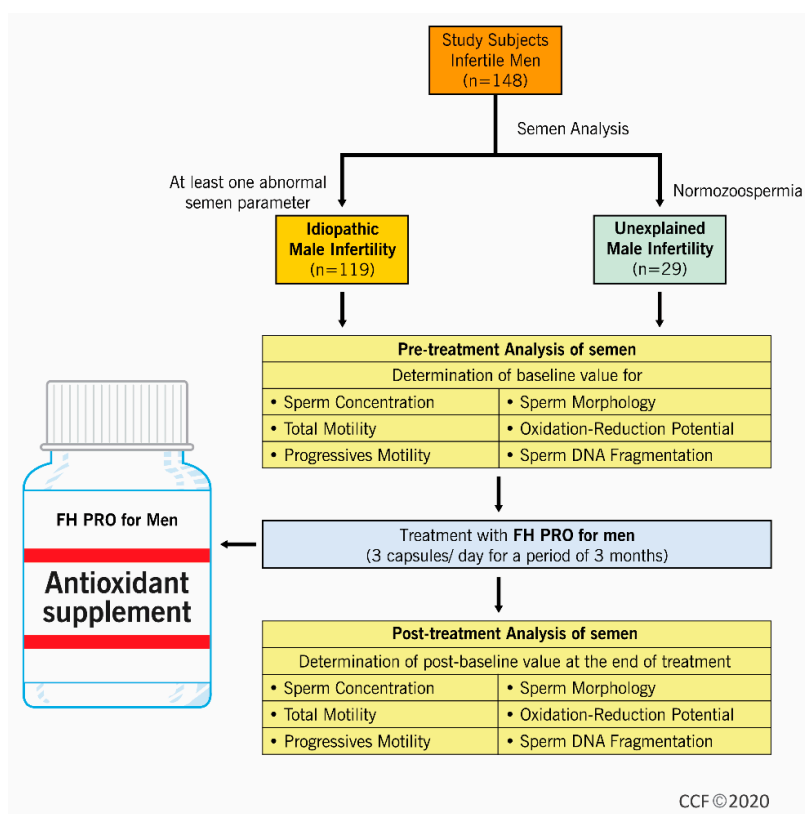 Study Subjects
Infertile Men
(n=148)
Semen Analysis
At least one abnormal
semen parameter
Normozoospermia
Idiopathic
Male Infertility
(n=119)
Unexplained
Male Infertility
(n=29)
Pre-treatment Analysis of semen
Determination of baseline value for
• Sperm Concentration
• Sperm Morphology
• Total Motility
• Oxidation-Reduction Potential
• Progressives Motility
• Sperm DNA Fragmentation
FH PRO for Men
Antioxidant
supplement
Treatment with FH PRO for men
(3 capsules/ day for a period of 3 months)
Post-treatment Analysis of semen
Determination of post-baseline value at the end of treatment
• Sperm Concentration
• Sperm Morphology
• Total Motility
• Oxidation-Reduction Potential
• Progressives Motility
• Sperm DNA Fragmentation
CCF©2020